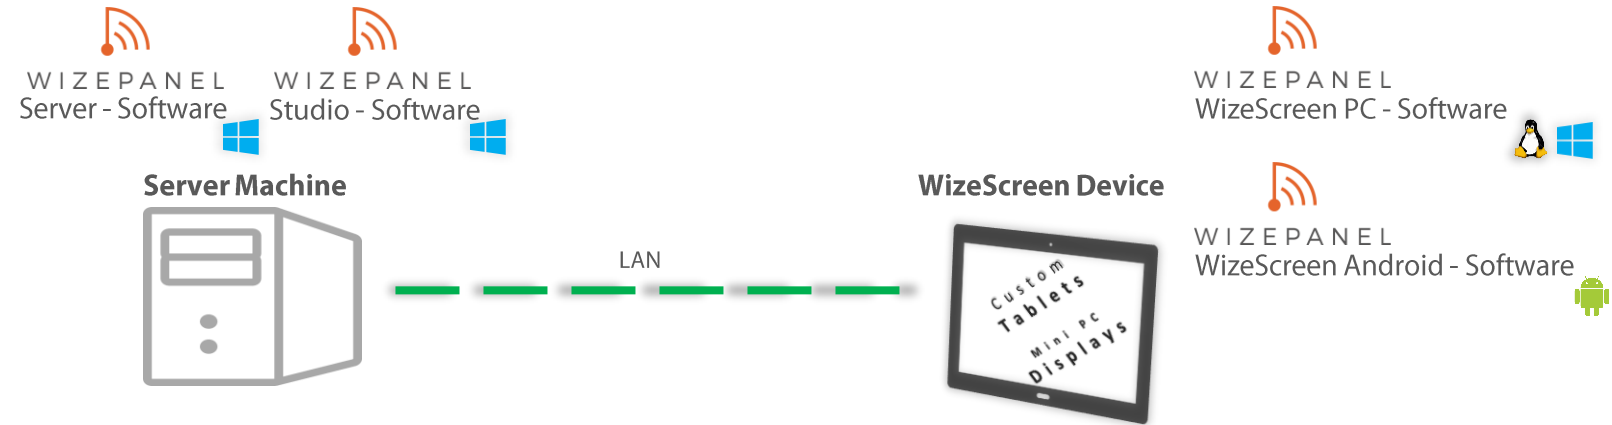 WIZEPANEL
Server - Software
WIZEPANEL
Studio - Software
Server Machine
LAN
WizeScreen Device
Custom
Tablets
Mini PC
Displays
WIZEPANEL
WizeScreen PC - Software
WIZEPANEL
WizeScreen Android - Software